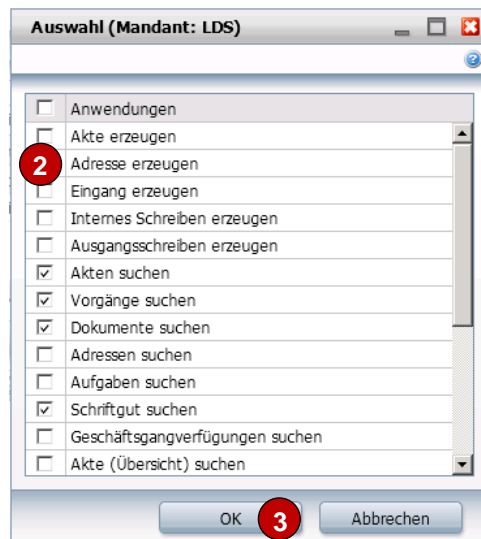 Auswahl (Mandant: LDS)
Anwendungen
Akte erzeugen
2 Adresse erzeugen
Eingang erzeugen
Internes Schreiben erzeugen
Ausgangsschreiben erzeugen
Akten suchen
Vorgänge suchen
Dokumente suchen
Adressen suchen
Aufgaben suchen
Schriftgut suchen
Geschäftsgangverfügungen suchen
Akte (Übersicht) suchen
OK 3 Abbrechen